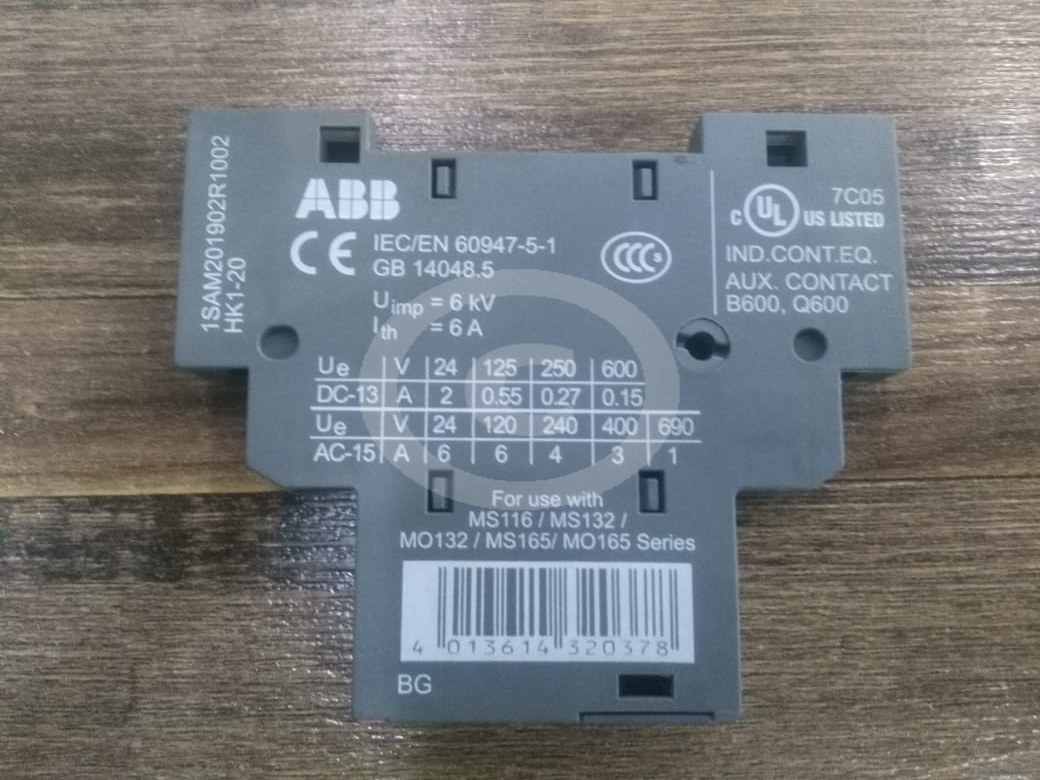 1SAM201902R1002
HK1-20
ABB
CE IEC/EN 60947-5-1
GB 14048.5
Uimp = 6 kV
Ith = 6 A
CCC S
7C05
C UL US LISTED
IND.CONT.EQ.
AUX. CONTACT
B600, Q600
Ue V 24 125 250 600
DC-13 A 2 0.55 0.27 0.15
Ue V 24 120 240 400 690
AC-15 A 6 6 4 3 1
For use with
MS116 / MS132 /
MO132 / MS165/ MO165 Series
4 013614 320378
BG